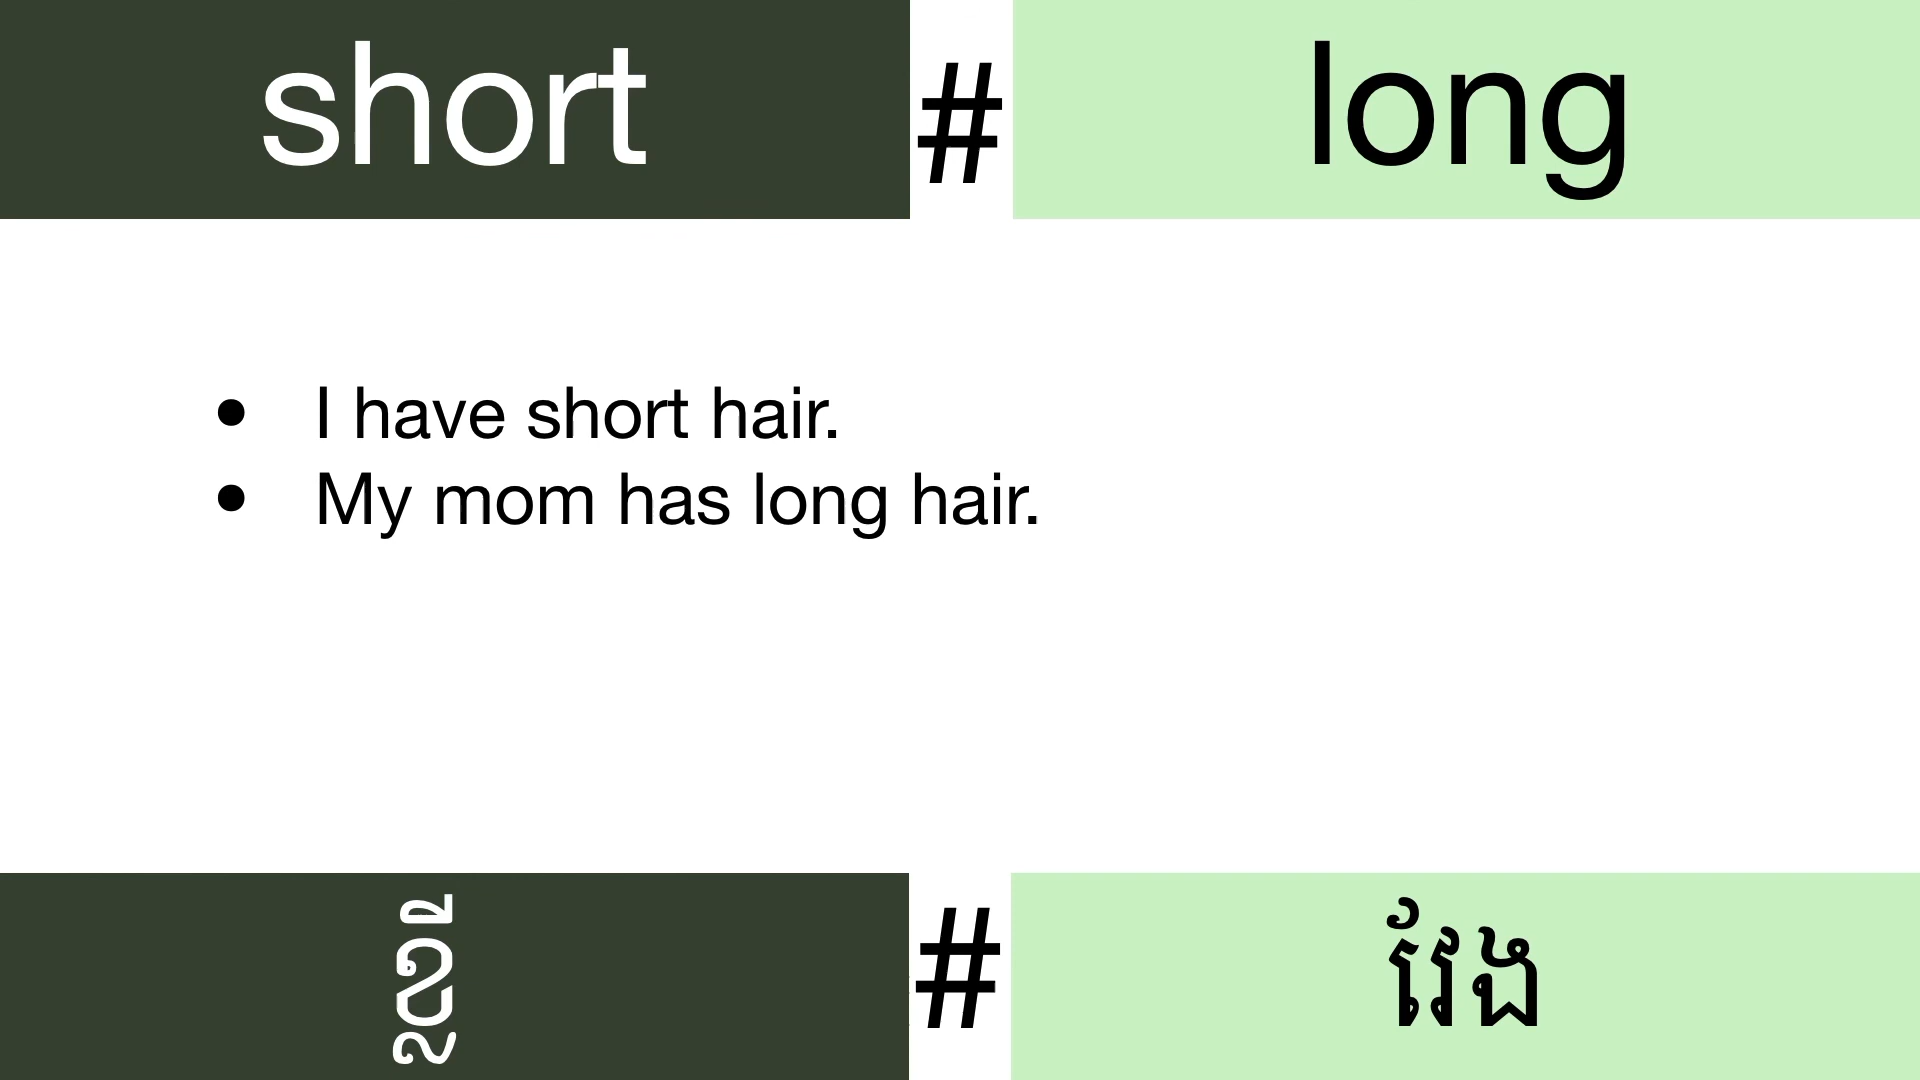 short # long
• I have short hair.
• My mom has long hair.
ខ្លី # វែង